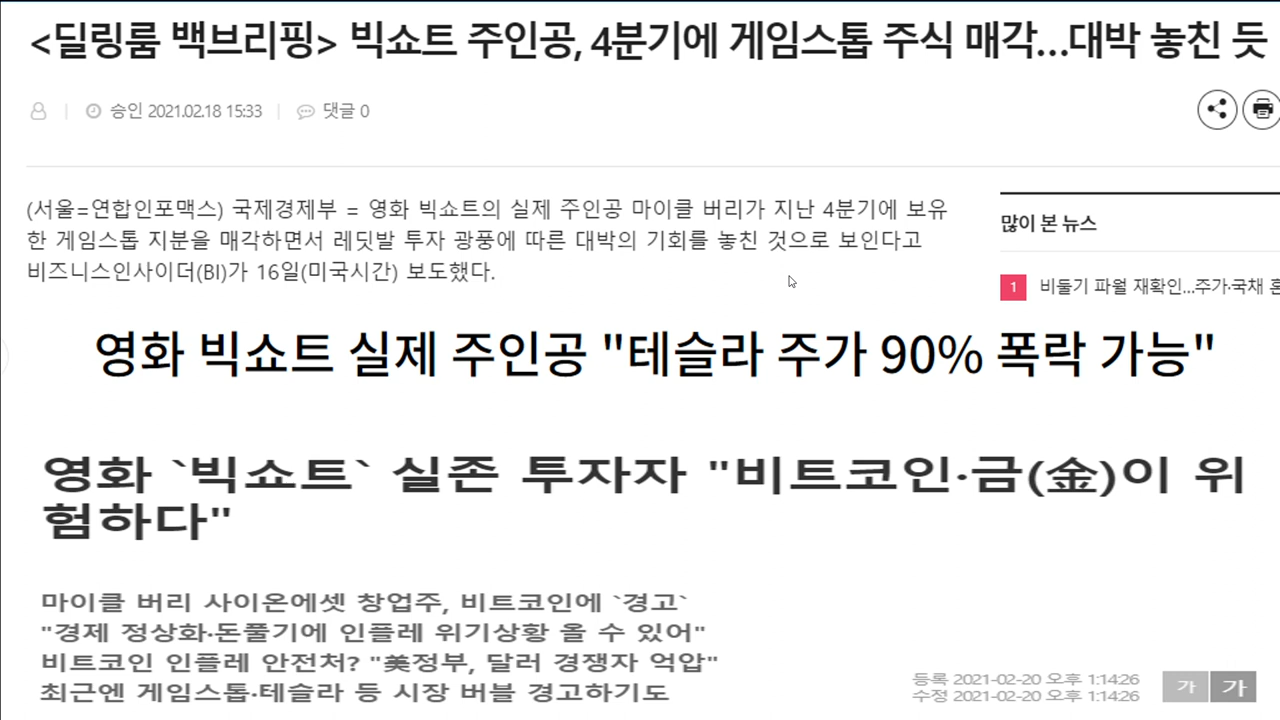 <딜링룸 백브리핑> 빅쇼트 주인공, 4분기에 게임스톱 주식 매각...대박 놓친 듯
승인 2021.02.18 15:33
댓글 0
(서울=연합인포맥스) 국제경제부 = 영화 빅쇼트의 실제 주인공 마이클 버리가 지난 4분기에 보유
한 게임스톱 지분을 매각하면서 레딧발 투자 광풍에 따른 대박의 기회를 놓친 것으로 보인다고
비즈니스인사이더(BI)가 16일(미국시간) 보도했다.
많이 본 뉴스
1 비둘기 파월 재확인...주가·국채
영화 빅쇼트 실제 주인공 "테슬라 주가 90% 폭락 가능"
영화 `빅쇼트` 실존 투자자 "비트코인·금(金)이 위
험하다"
마이클 버리 사이온에셋 창업주, 비트코인에 `경고`
"경제 정상화·돈풀기에 인플레 위기상황 올 수 있어"
비트코인 인플레 안전처? "美정부, 달러 경쟁자 억압"
최근엔 게임스톱·테슬라 등 시장 버블 경고하기도
등록 2021-02-20 오후 1:14:26
수정 2021-02-20 오후 1:14:26
가 가